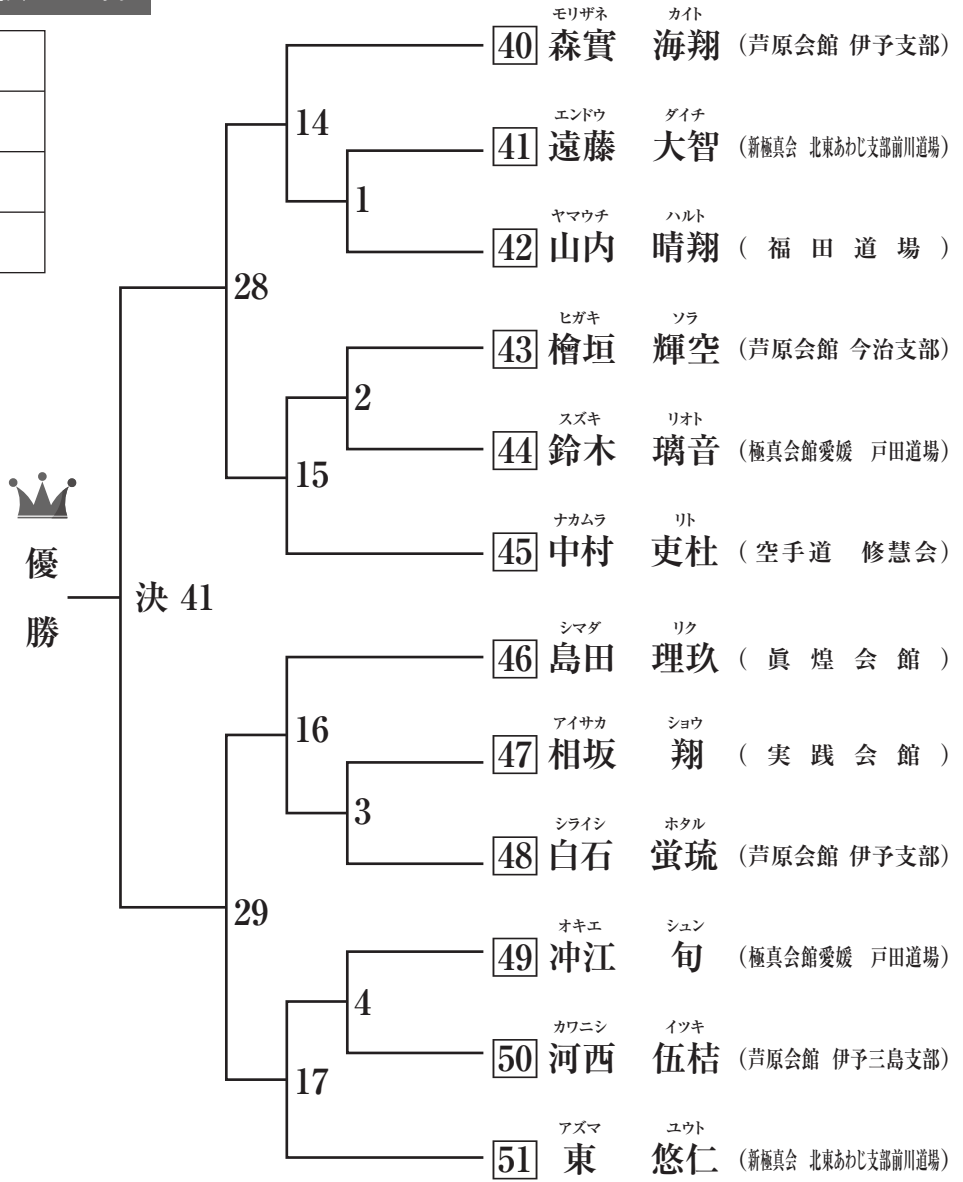 モリザネ カイト
40 森實 海翔 (芦原会館 伊予支部)
14
エンドウ ダイチ
41 遠藤 大智 (新極真会 北東あわじ支部前川道場)
1
ヤマウチ ハルト
42 山内 晴翔 (福田道場)
28
ヒガキ ソラ
43 檜垣 輝空 (芦原会館 今治支部)
2
スズキ リオト
44 鈴木 璃音 (極真会館愛媛 戸田道場)
15
ナカムラ リト
45 中村 吏杜 (空手道 修慧会)
優勝
決 41
シマダ リク
46 島田 理玖 (眞煌会館)
16
アイサカ ショウ
47 相坂 翔 (実践会館)
3
シライシ ホタル
48 白石 蛍琉 (芦原会館 伊予支部)
29
オキエ シュン
49 冲江 旬 (極真会館愛媛 戸田道場)
4
カワニシ イツキ
50 河西 伍桔 (芦原会館 伊予三島支部)
17
アズマ ユウト
51 東 悠仁 (新極真会 北東あわじ支部前川道場)